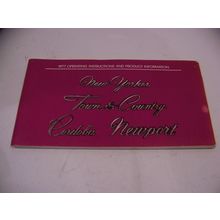 1977 OPERATING INSTRUCTIONS AND PRODUCT INFORMATION
New Yorker
Town & Country
Cordoba Newport